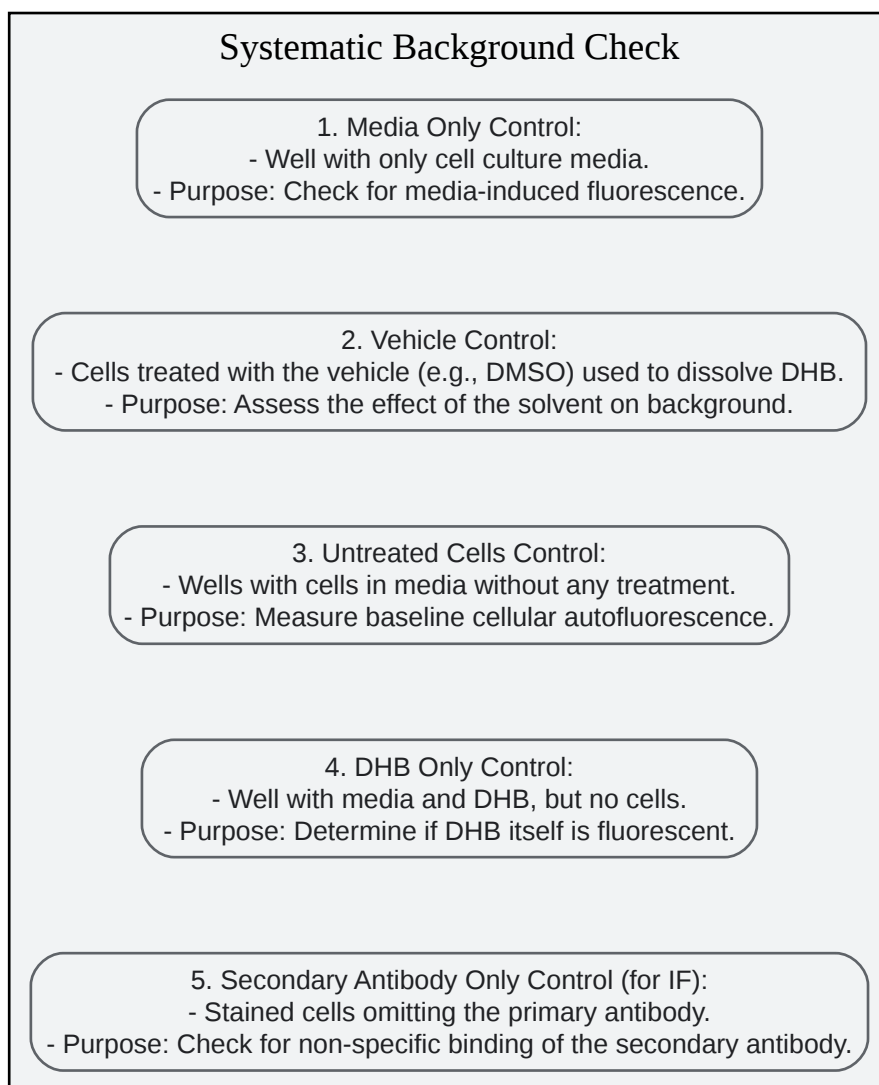 Systematic Background Check
1. Media Only Control:
- Well with only cell culture media.
- Purpose: Check for media-induced fluorescence.
2. Vehicle Control:
- Cells treated with the vehicle (e.g., DMSO) used to dissolve DHB.
- Purpose: Assess the effect of the solvent on background.
3. Untreated Cells Control:
- Wells with cells in media without any treatment.
- Purpose: Measure baseline cellular autofluorescence.
4. DHB Only Control:
- Well with media and DHB, but no cells.
- Purpose: Determine if DHB itself is fluorescent.
5. Secondary Antibody Only Control (for IF):
- Stained cells omitting the primary antibody.
- Purpose: Check for non-specific binding of the secondary antibody.